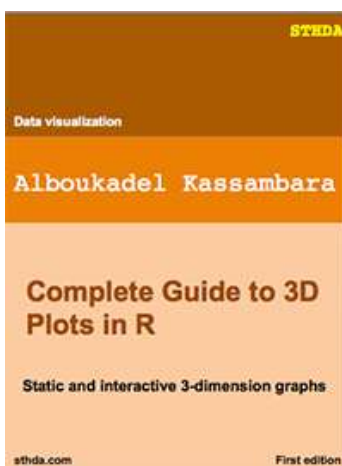 STHDA
Data visualization
Alboukadel Kassambara
Complete Guide to 3D
Plots in R
Static and interactive 3-dimension graphs
sthda.com First edition